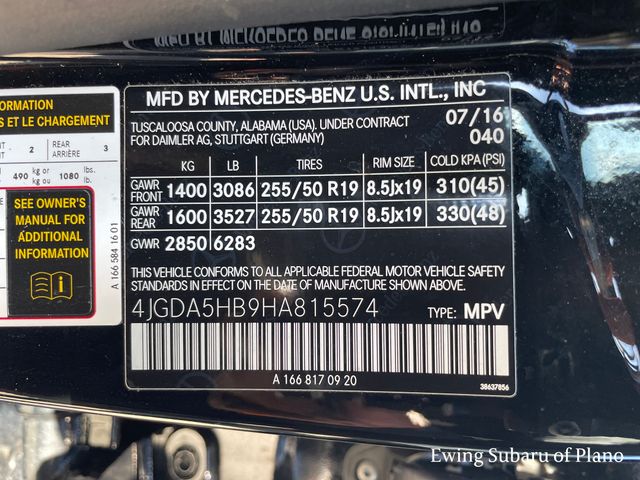 MFD BY MERCEDES-BENZ U.S. INTL., INC
TUSCALOOSA COUNTY, ALABAMA (USA). UNDER CONTRACT
FOR DAIMLER AG, STUTTGART (GERMANY)
07/16
040
KG LB TIRES RIM SIZE COLD KPA (PSI)
GAWR FRONT 1400 3086 255/50 R19 8.5Jx19 310(45)
GAWR REAR 1600 3527 255/50 R19 8.5Jx19 330(48)
GVWR 2850 6283
THIS VEHICLE CONFORMS TO ALL APPLICABLE FEDERAL MOTOR VEHICLE SAFETY
STANDARDS IN EFFECT ON THE DATE OF MANUFACTURE SHOWN ABOVE.
4JGDA5HB9HA815574 TYPE: MPV
A 166 817 09 20
38637856
ORMATION
S ET LE CHARGEMENT
2 REAR ARRIÈRE 3
490 kg or kg ou 1080 lbs. lb.
SEE OWNER'S
MANUAL FOR
ADDITIONAL
INFORMATION
A 166 584 16 01
Ewing Subaru of Plano